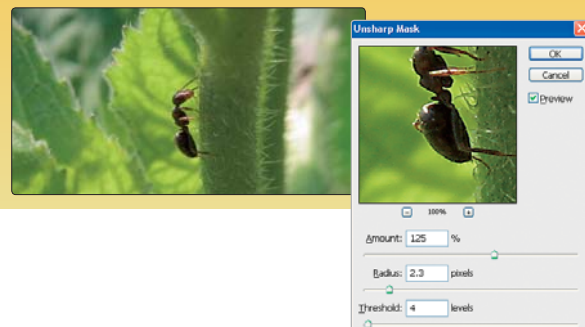 Unsharp Mask
OK
Cancel
Preview
100%
Amount: 125 %
Radius: 2.3 pixels
Threshold: 4 levels